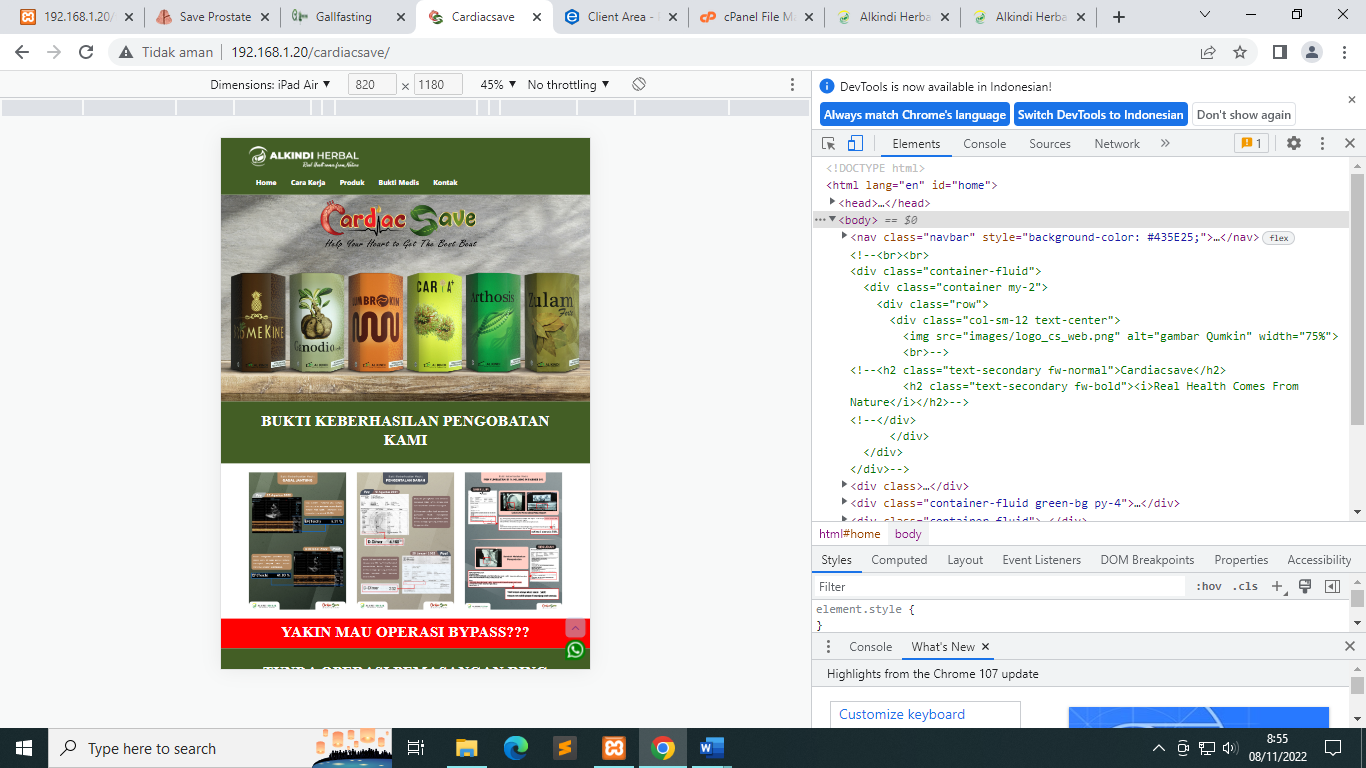 192.168.1.20/
Save Prostate
Gallfasting
Cardiacsave
Client Area -
cPanel File M
Alkindi Herba
Alkindi Herba
Tidak aman
192.168.1.20/cardiacsave/
Dimensions: iPad Air
820
×
1180
45%
No throttling
ALKINDI HERBAL
Home
Cara Kerja
Produk
Bukti Medis
Kontak
Cardiac Save
Help Your Heart to Get The Best Beat
CARTA+
Arthosis
Zulam
Forte
BUKTI KEBERHASILAN PENGOBATAN
KAMI
YAKIN MAU OPERASI BYPASS???
DevTools is now available in Indonesian!
Always match Chrome's language
Switch DevTools to Indonesian
Don't show again
Elements
Console
Sources
Network
1
<!DOCTYPE html>
<html lang="en" id="home">
<head>…</head>
<body> == $0
<nav class="navbar" style="background-color: #435E25;">…</nav>
flex
<!--<br><br>
<div class="container-fluid">
<div class="container my-2">
<div class="row">
<div class="col-sm-12 text-center">
<img src="images/logo_cs_web.png" alt="gambar Qumkin" width="75%">
<br>-->
<!--<h2 class="text-secondary fw-normal">Cardiacsave</h2>
<h2 class="text-secondary fw-bold"><i>Real Health Comes From
Nature</i></h2>-->
<!--</div>
</div>
</div>
</div>-->
<div class>…</div>
<div class="container-fluid green-bg py-4">…</div>
<div class="container-fluid">…</div>
html#home
body
Styles
Computed
Layout
Event Listeners
DOM Breakpoints
Properties
Accessibility
Filter
:hov
.cls
element.style {
}
Console
What's New
Highlights from the Chrome 107 update
Customize keyboard
Type here to search
8:55
08/11/2022